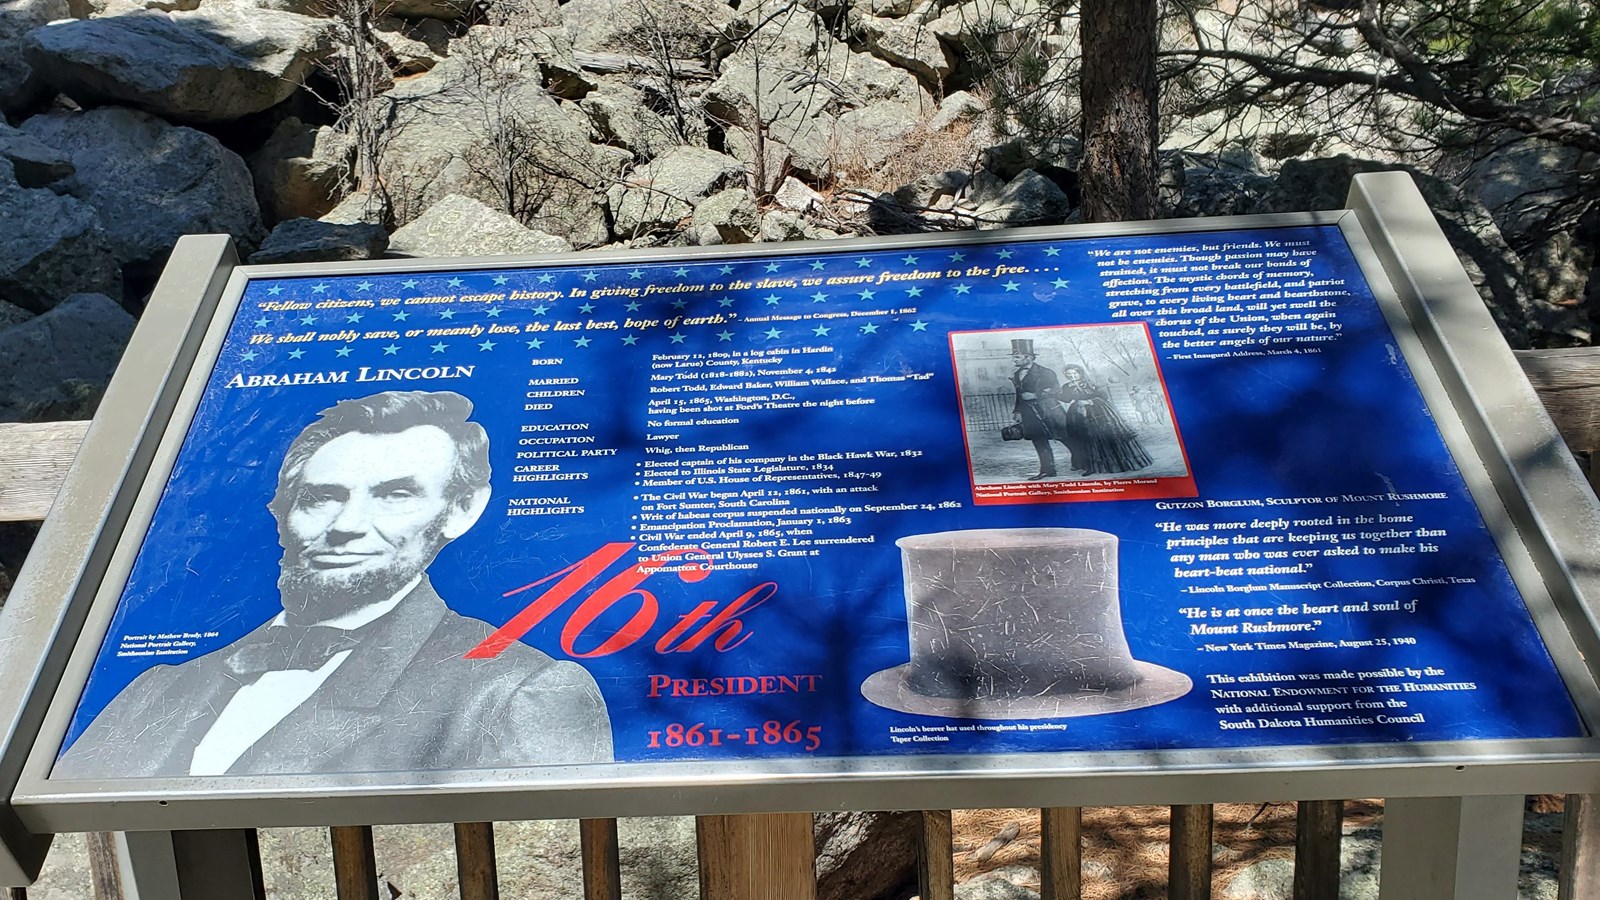 “Fellow citizens, we cannot escape history. In giving freedom to the slave, we assure freedom to the free. . . .
We shall nobly save, or meanly lose, the last best, hope of earth.” – Annual Message to Congress, December 1, 1862
“We are not enemies, but friends. We must
not be enemies. Though passion may have
strained, it must not break our bonds of
affection. The mystic chords of memory,
stretching from every battlefield, and patriot
grave, to every living heart and hearthstone,
all over this broad land, will yet swell the
chorus of the Union, when again
touched, as surely they will be, by
the better angels of our nature.”
– First Inaugural Address, March 4, 1861
ABRAHAM LINCOLN
BORN February 12, 1809, in a log cabin in Hardin
(now Larue) County, Kentucky
MARRIED Mary Todd (1818-1882), November 4, 1842
CHILDREN Robert Todd, Edward Baker, William Wallace, and Thomas “Tad”
DIED April 15, 1865, Washington, D.C.,
having been shot at Ford's Theatre the night before
EDUCATION No formal education
OCCUPATION Lawyer
POLITICAL PARTY Whig, then Republican
CAREER
HIGHLIGHTS
• Elected captain of his company in the Black Hawk War, 1832
• Elected to Illinois State Legislature, 1834
• Member of U.S. House of Representatives, 1847-49
NATIONAL
HIGHLIGHTS
• The Civil War began April 12, 1861, with an attack
on Fort Sumter, South Carolina
• Writ of habeas corpus suspended nationally on September 24, 1862
• Emancipation Proclamation, January 1, 1863
• Civil War ended April 9, 1865, when
Confederate General Robert E. Lee surrendered
to Union General Ulysses S. Grant at
Appomattox Courthouse
16th
PRESIDENT
1861-1865
Portrait by Mathew Brady, 1864
National Portrait Gallery,
Smithsonian Institution
Abraham Lincoln with Mary Todd Lincoln, by Pierre Morand
National Portrait Gallery, Smithsonian Institution
Lincoln's beaver hat used throughout his presidency
Taper Collection
GUTZON BORGLUM, SCULPTOR OF MOUNT RUSHMORE
“He was more deeply rooted in the home
principles that are keeping us together than
any man who was ever asked to make his
heart-beat national.”
– Lincoln Borglum Manuscript Collection, Corpus Christi, Texas
“He is at once the heart and soul of
Mount Rushmore.”
– New York Times Magazine, August 25, 1940
This exhibition was made possible by the
NATIONAL ENDOWMENT FOR THE HUMANITIES
with additional support from the
South Dakota Humanities Council